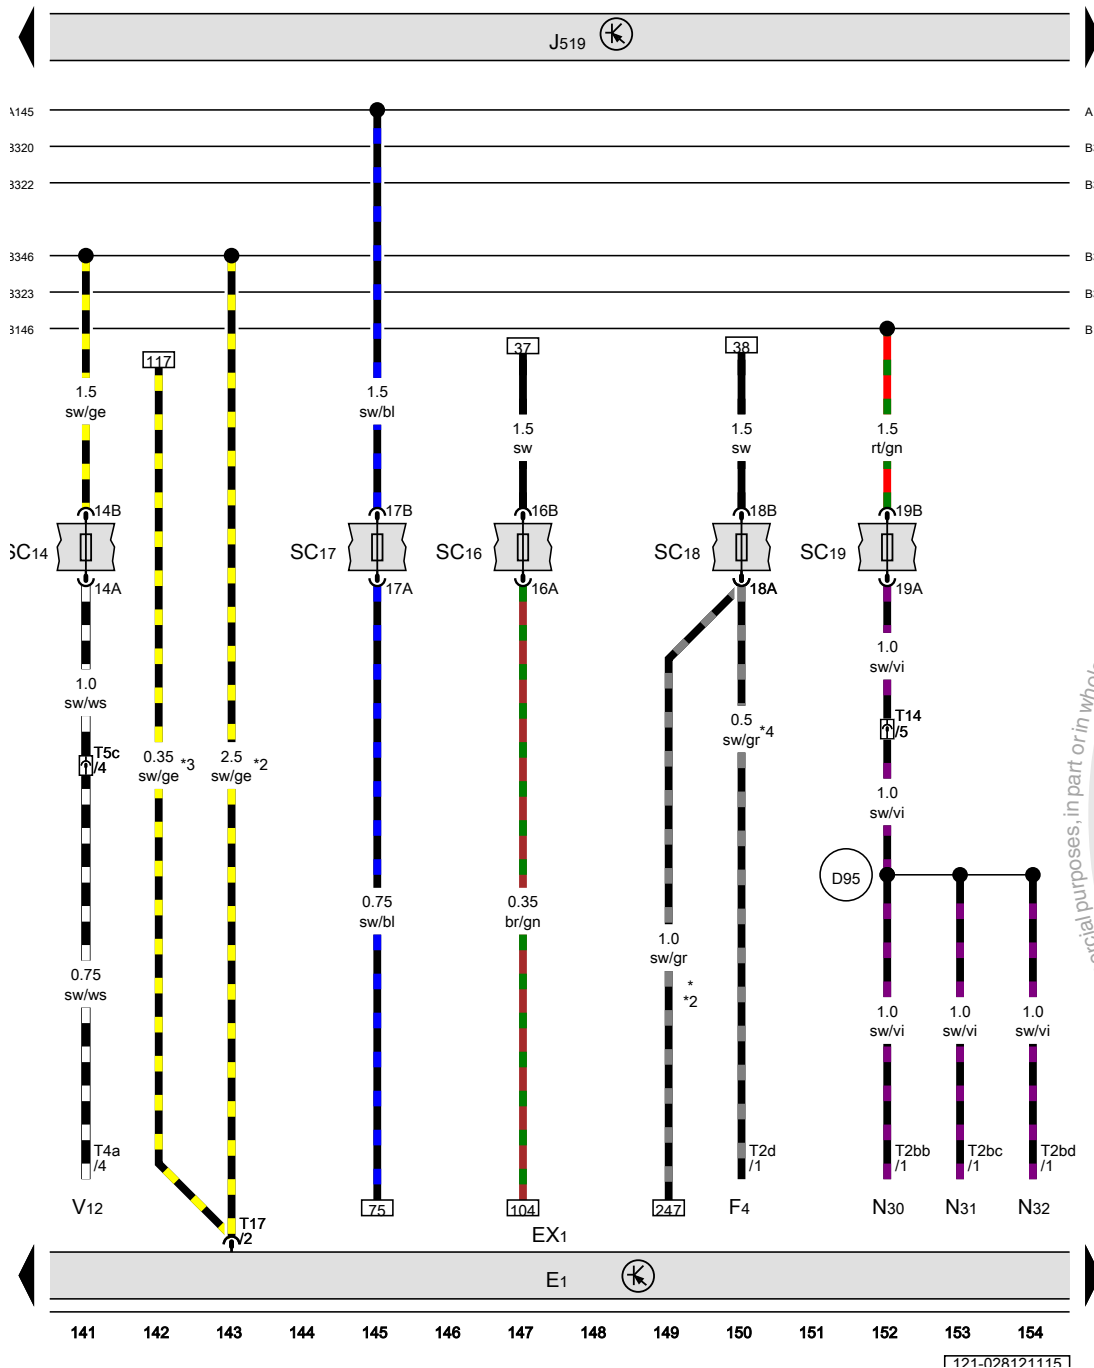 J519
A145
A
B320
B
B322
B
B346
B
B323
B
B146
B
117
37
38
1.5
sw/ge
1.5
sw/bl
1.5
sw
1.5
sw
1.5
rt/gn
14B
17B
16B
18B
19B
SC14
SC17
SC16
SC18
SC19
14A
17A
16A
18A
19A
1.0
sw/ws
1.0
sw/vi
0.5
sw/gr *4
T14
/5
T5c
/4
0.35
sw/ge *3
2.5
sw/ge *2
1.0
sw/vi
D95
0.75
sw/bl
0.35
br/gn
1.0
sw/gr
*
*2
0.75
sw/ws
1.0
sw/vi
1.0
sw/vi
1.0
sw/vi
T4a
/4
T2d
/1
T2bb
/1
T2bc
/1
T2bd
/1
V12
75
104
247
F4
N30
N31
N32
T17
/2
EX1
E1
141 142 143 144 145 146 147 148 149 150 151 152 153 154
121-028121115
rcial purposes, in part or in whole